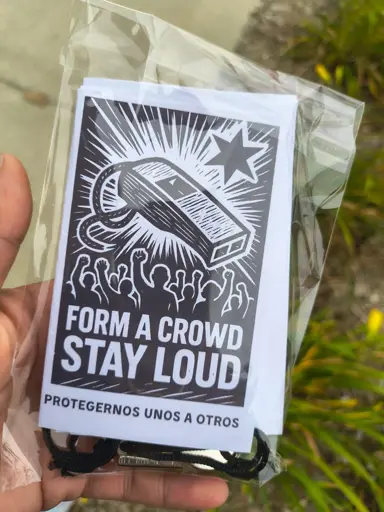 FORM A CROWD
STAY LOUD
PROTEGERNOS UNOS A OTROS